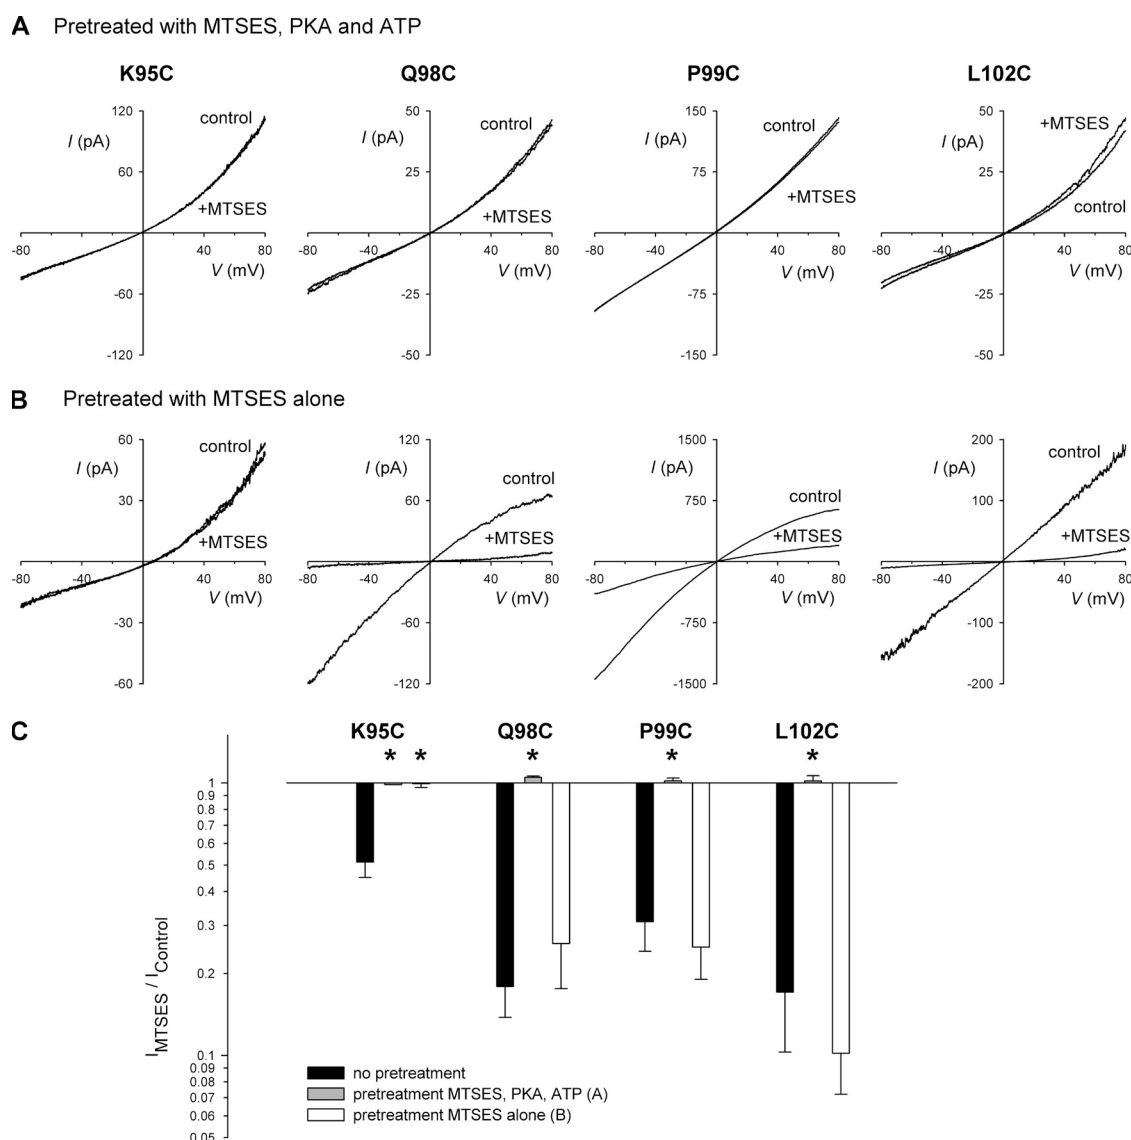 A Pretreated with MTSES, PKA and ATP
K95C Q98C P99C L102C
120
I (pA)
control
60
+MTSES
-80 -40 40 80
V (mV)
-60
-120
50
I (pA)
control
25
+MTSES
-80 -40 40 80
V (mV)
-25
-50
150
I (pA)
control
75
+MTSES
-80 -40 40 80
V (mV)
-75
-150
50
I (pA)
+MTSES
25
control
-80 -40 40 80
V (mV)
-25
-50
B Pretreated with MTSES alone
60
I (pA)
control
30
+MTSES
-80 -40 40 80
V (mV)
-30
-60
120
I (pA)
control
60
+MTSES
-80 -40 40 80
V (mV)
-60
-120
1500
I (pA)
control
750
+MTSES
-80 -40 40 80
V (mV)
-750
-1500
200
I (pA)
control
100
+MTSES
-80 -40 40 80
V (mV)
-100
-200
C
K95C Q98C P99C L102C
* * * * *
1
0.9
0.8
0.7
0.6
0.5
0.4
0.3
0.2
0.1
0.09
0.08
0.07
0.06
0.05
IMTSES / IControl
no pretreatment
pretreatment MTSES, PKA, ATP (A)
pretreatment MTSES alone (B)